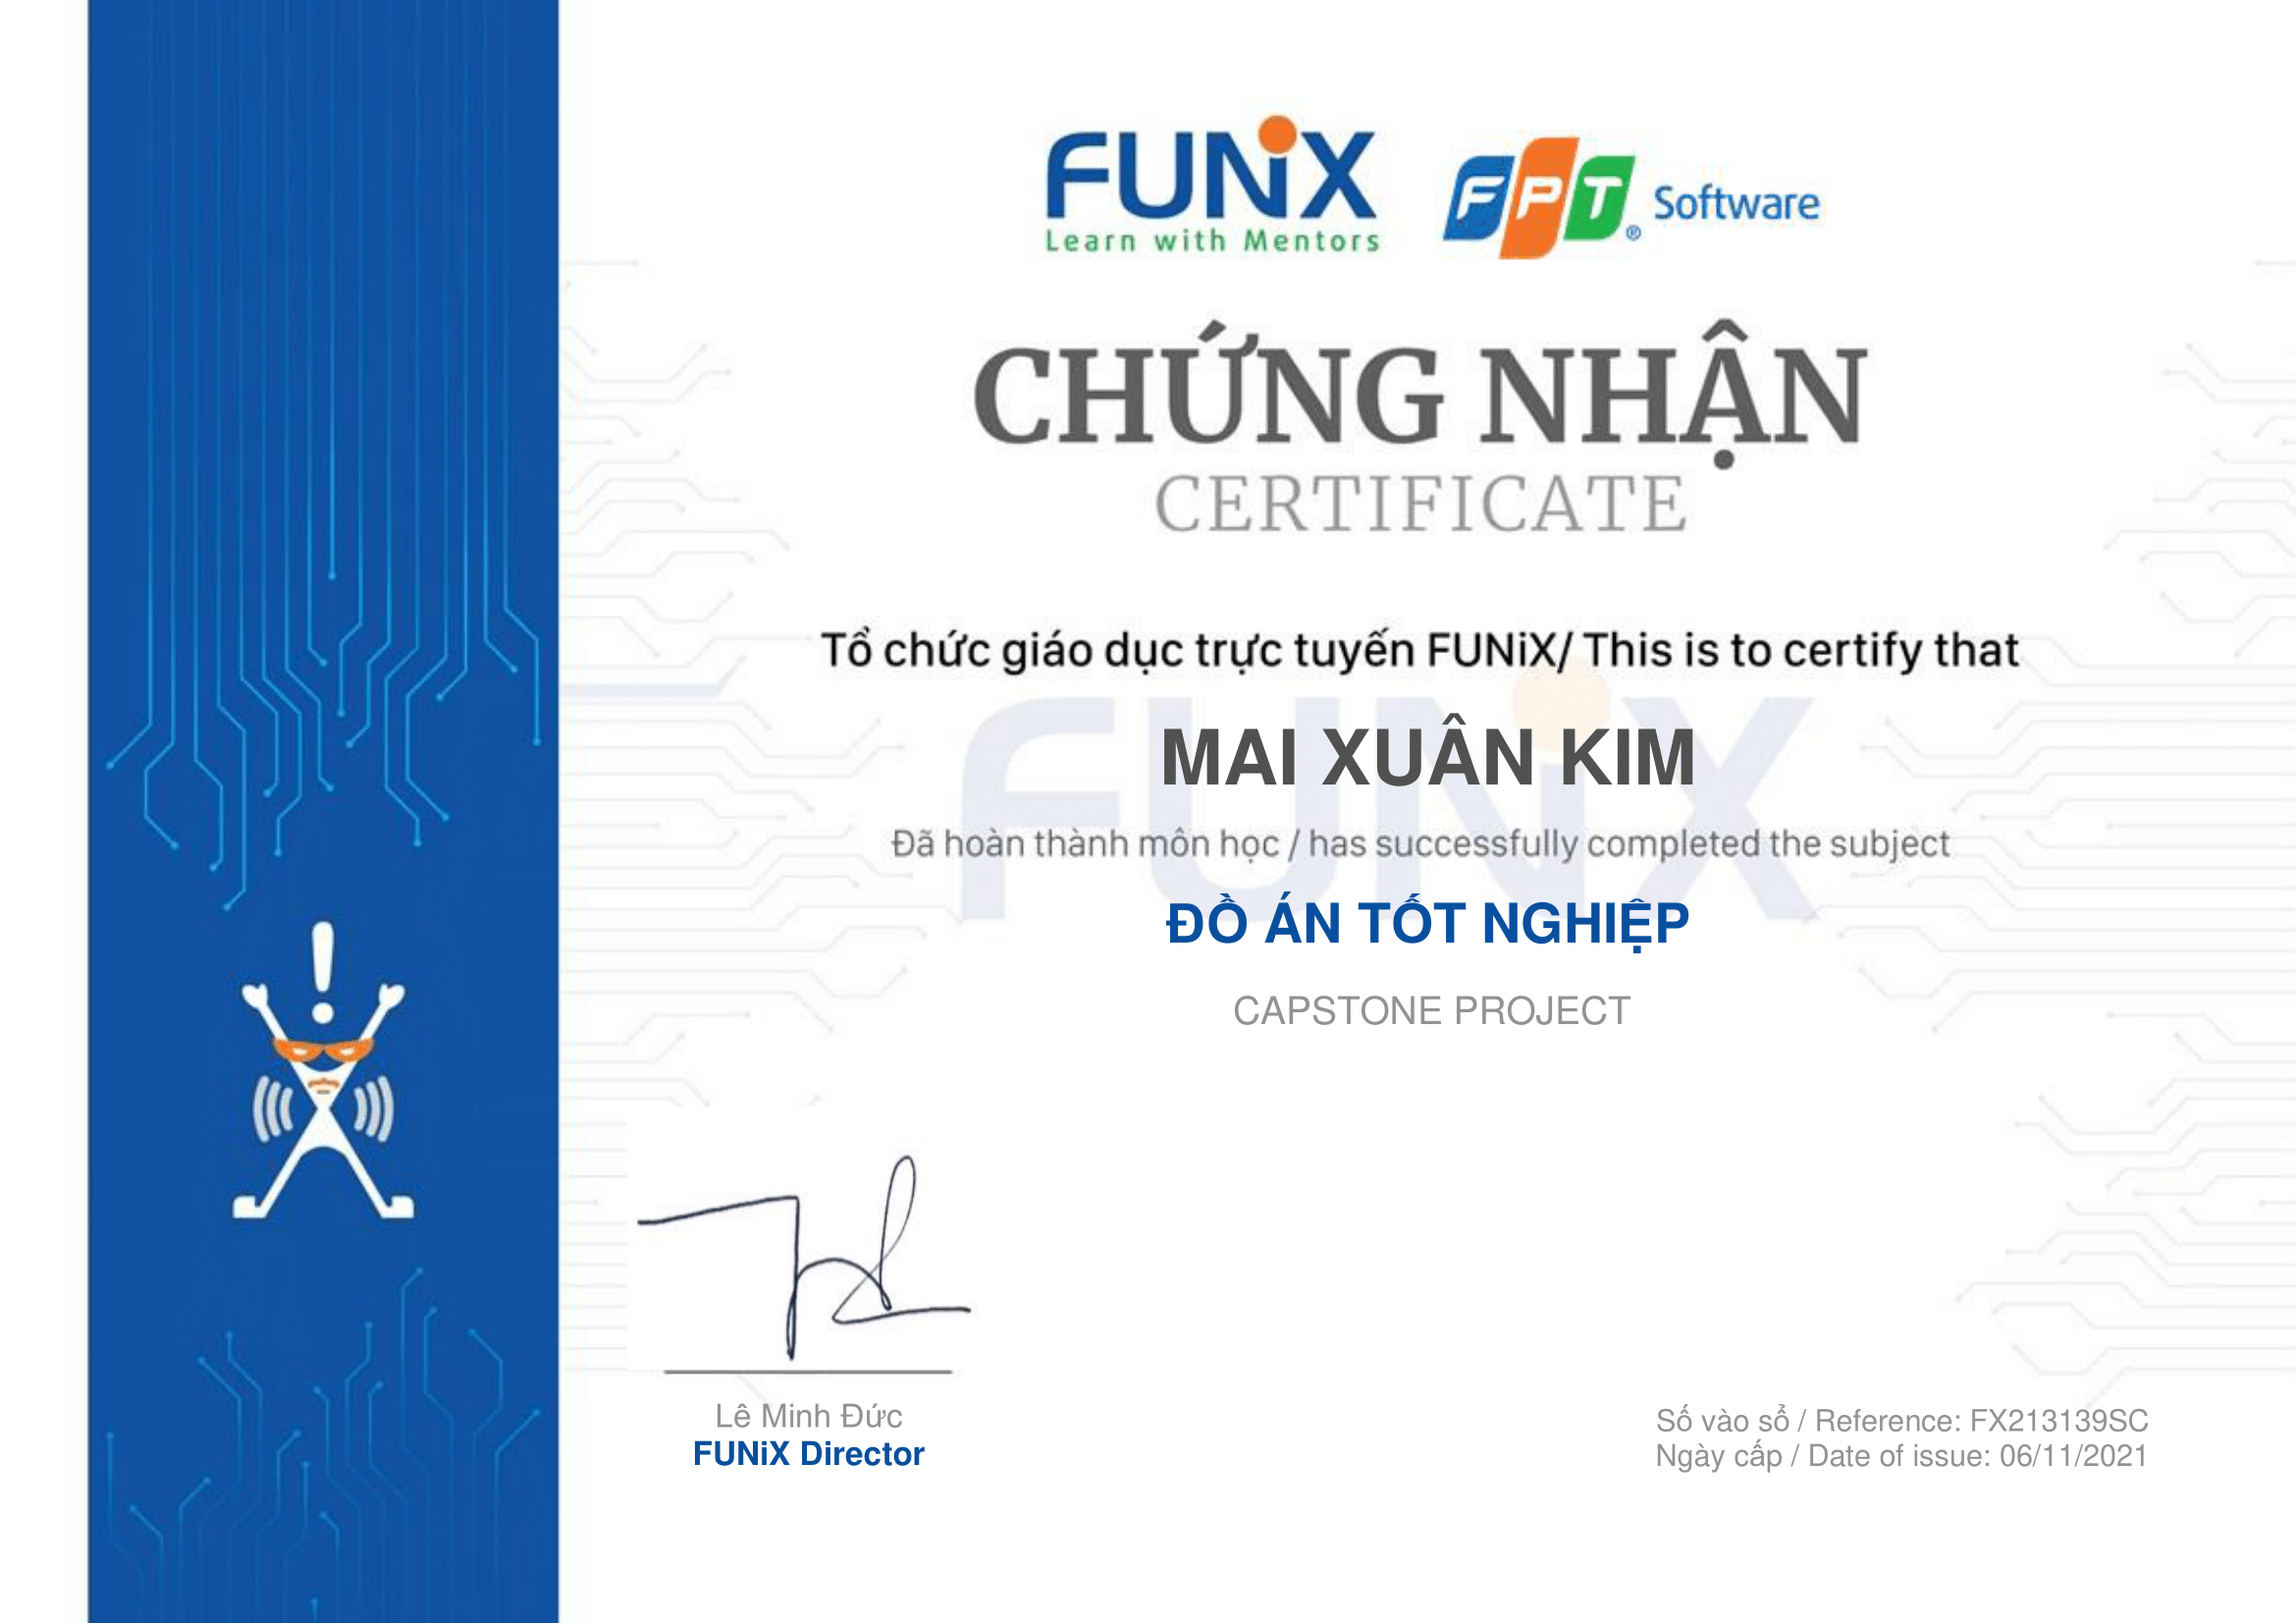 FUNiX
Learn with Mentors
FPT® Software
CHỨNG NHẬN
CERTIFICATE
Tổ chức giáo dục trực tuyến FUNiX/ This is to certify that
FUNiX
MAI XUÂN KIM
Đã hoàn thành môn học / has successfully completed the subject
ĐỒ ÁN TỐT NGHIỆP
CAPSTONE PROJECT
Lê Minh Đức
FUNiX Director
Số vào sổ / Reference: FX213139SC
Ngày cấp / Date of issue: 06/11/2021